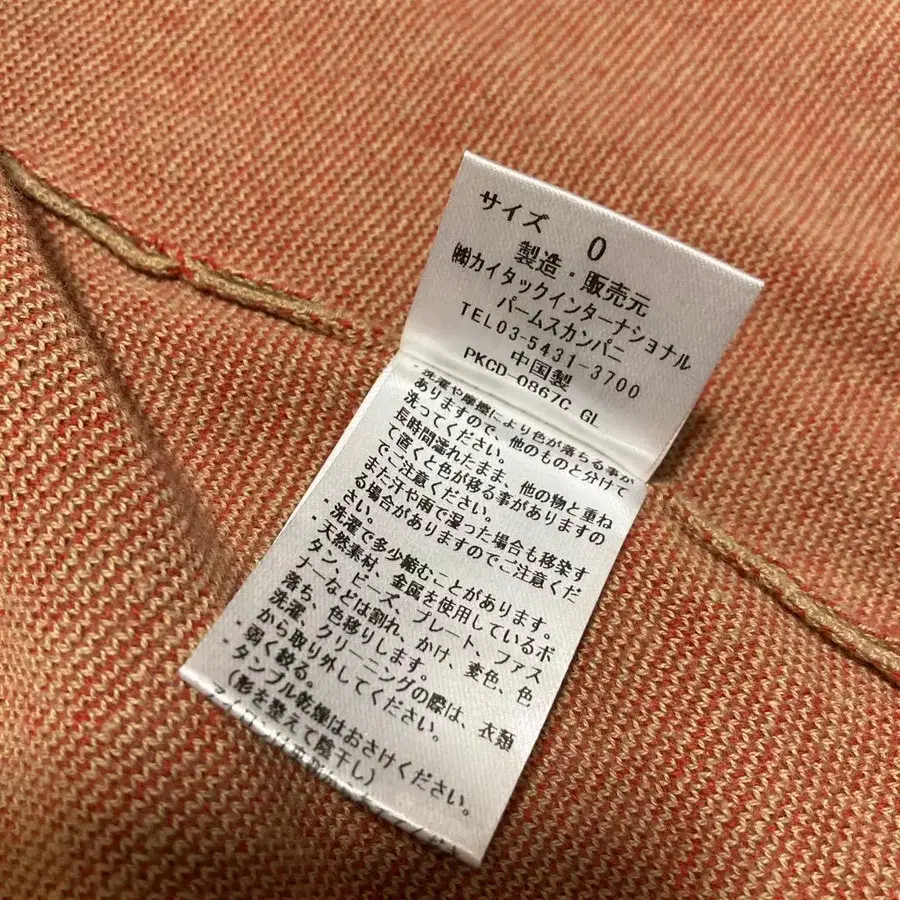 サイズ 0
製造・販売元
㈱カイタックインターナショナル
パームスカンパニ
TEL03-5431-3700
中国製
PKCD-0867C GL
・洗濯や摩擦により色が落ちる事が
ありますので、他のものと分けて
洗ってください。
長時間濡れたまま、他の物と重ね
て置くと色が移る事がありますの
でご注意ください。
また汗や雨で湿った場合も移染す
る場合がありますのでご注意くだ
さい。
・洗濯で多少縮むことがあります。
・天然素材、金属を使用しているボ
タン、ビーズ、プレート、ファス
ナーなどは割れ、かけ、変色、色
落ち、色移りします。
洗濯、クリーニングの際は、衣類
から取り外してください。
・弱く絞る。
タンブル乾燥はおさけください。
(形を整えて陰干し)